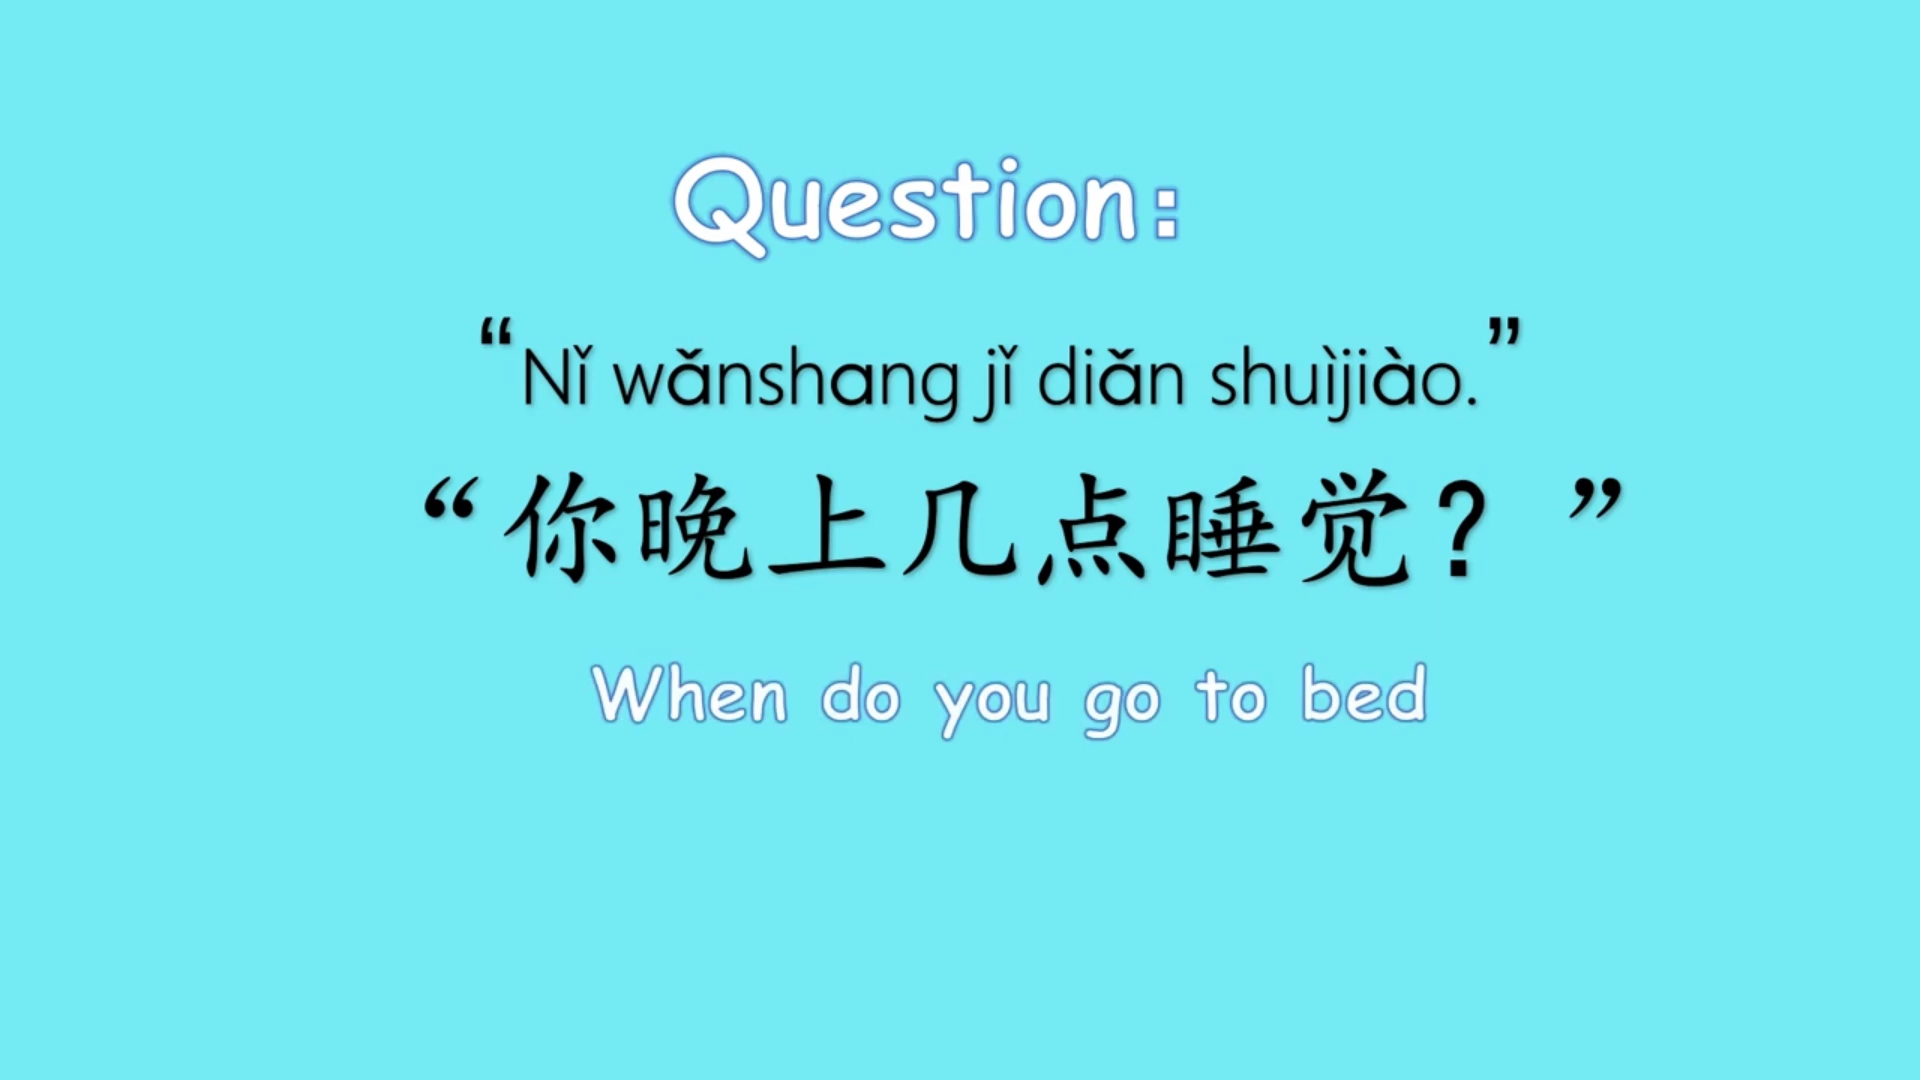 Question:
“Nǐ wǎnshang jǐ diǎn shuìjiào.”
“你晚上几点睡觉？”
When do you go to bed